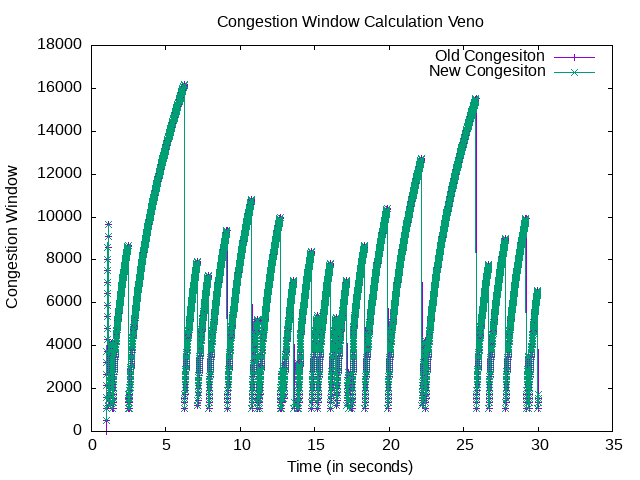 Congestion Window Calculation Veno
18000
16000
14000
12000
10000
8000
6000
4000
2000
0
Old Congesiton
New Congesiton
Congestion Window
0 5 10 15 20 25 30 35
Time (in seconds)